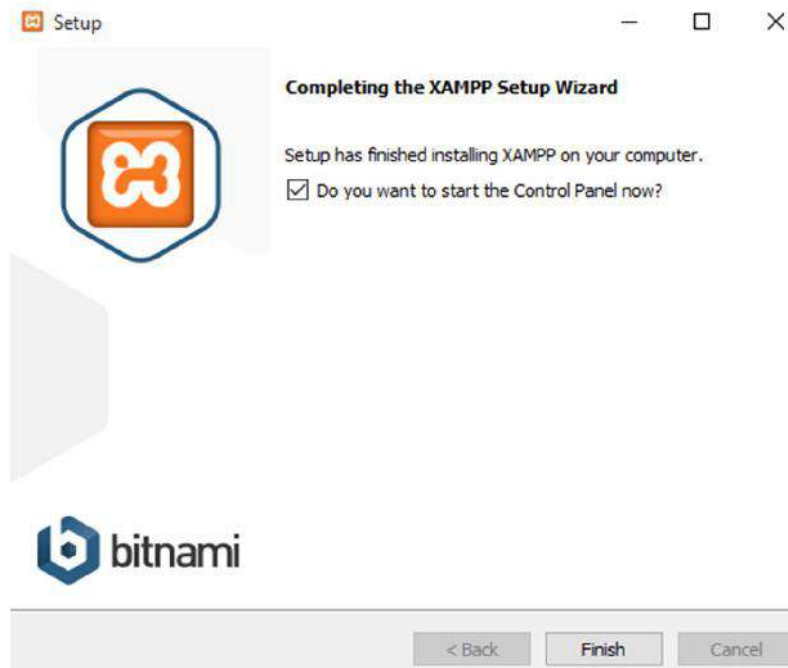 Setup
Completing the XAMPP Setup Wizard
Setup has finished installing XAMPP on your computer.
Do you want to start the Control Panel now?
bitnami
< Back
Finish
Cancel